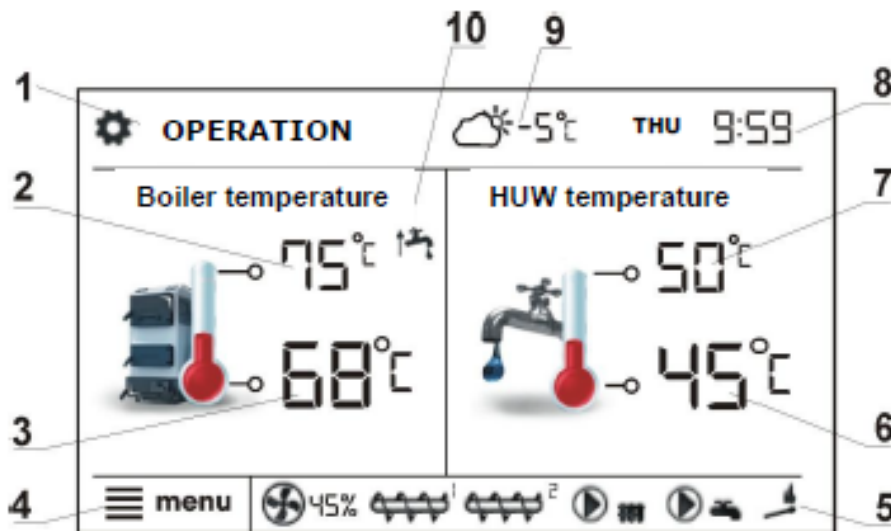 10 9
1 8
OPERATION -5°C THU 9:59
2 Boiler temperature HUW temperature 7
75°C 50°C
68°C 45°C
3 6
4 menu 45% 1 2 5